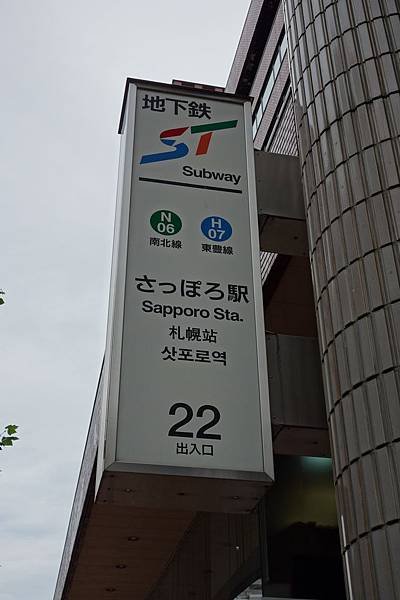 地下鉄
ST
Subway
N 06 H 07
南北線 東豊線
さっぽろ駅
Sapporo Sta.
札幌站
삿포로역
22
出入口